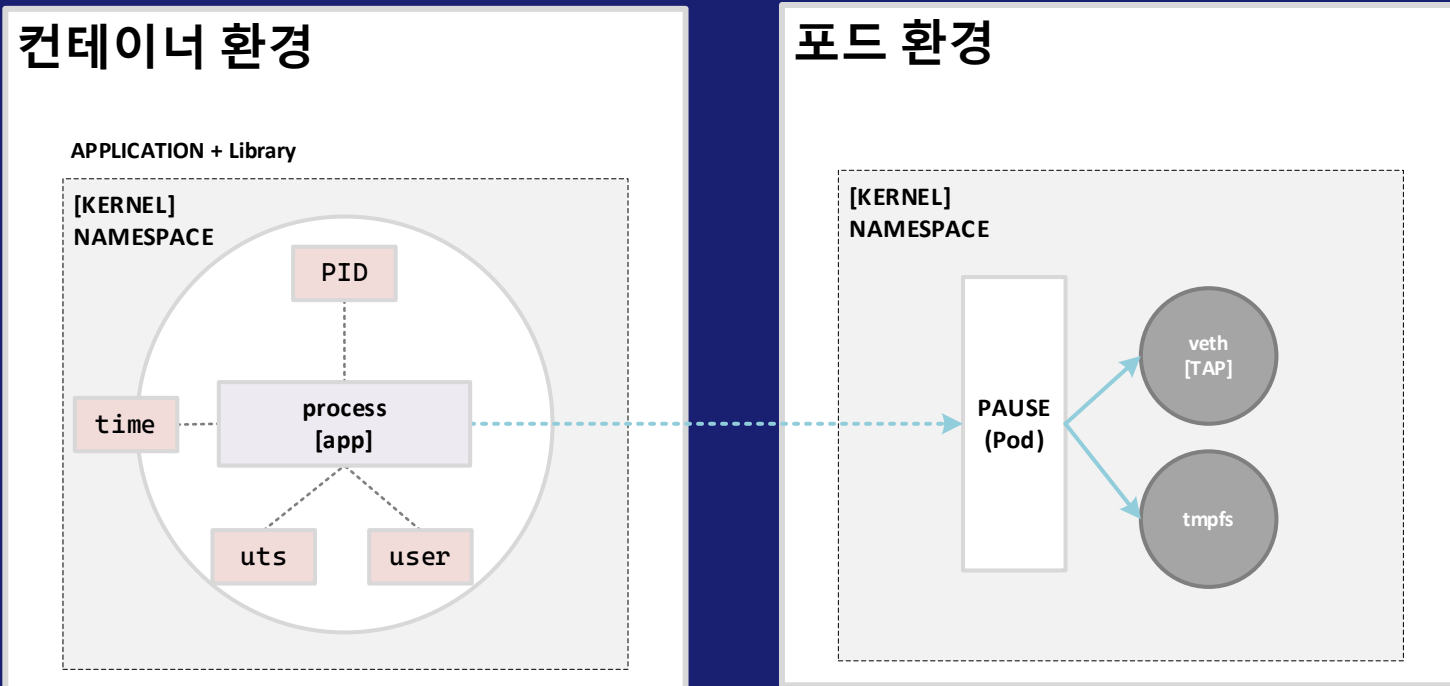 컨테이너 환경
APPLICATION + Library
[KERNEL]
NAMESPACE
PID
time
process
[app]
uts
user
포드 환경
[KERNEL]
NAMESPACE
PAUSE
(Pod)
veth
[TAP]
tmpfs